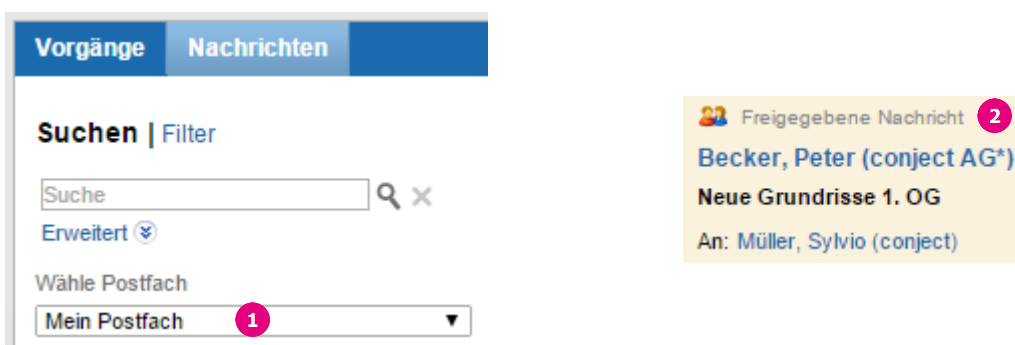 Vorgänge Nachrichten
Suchen | Filter
Suche
Erweitert
Wähle Postfach
Mein Postfach 1
Freigegebene Nachricht 2
Becker, Peter (conject AG*)
Neue Grundrisse 1. OG
An: Müller, Sylvio (conject)